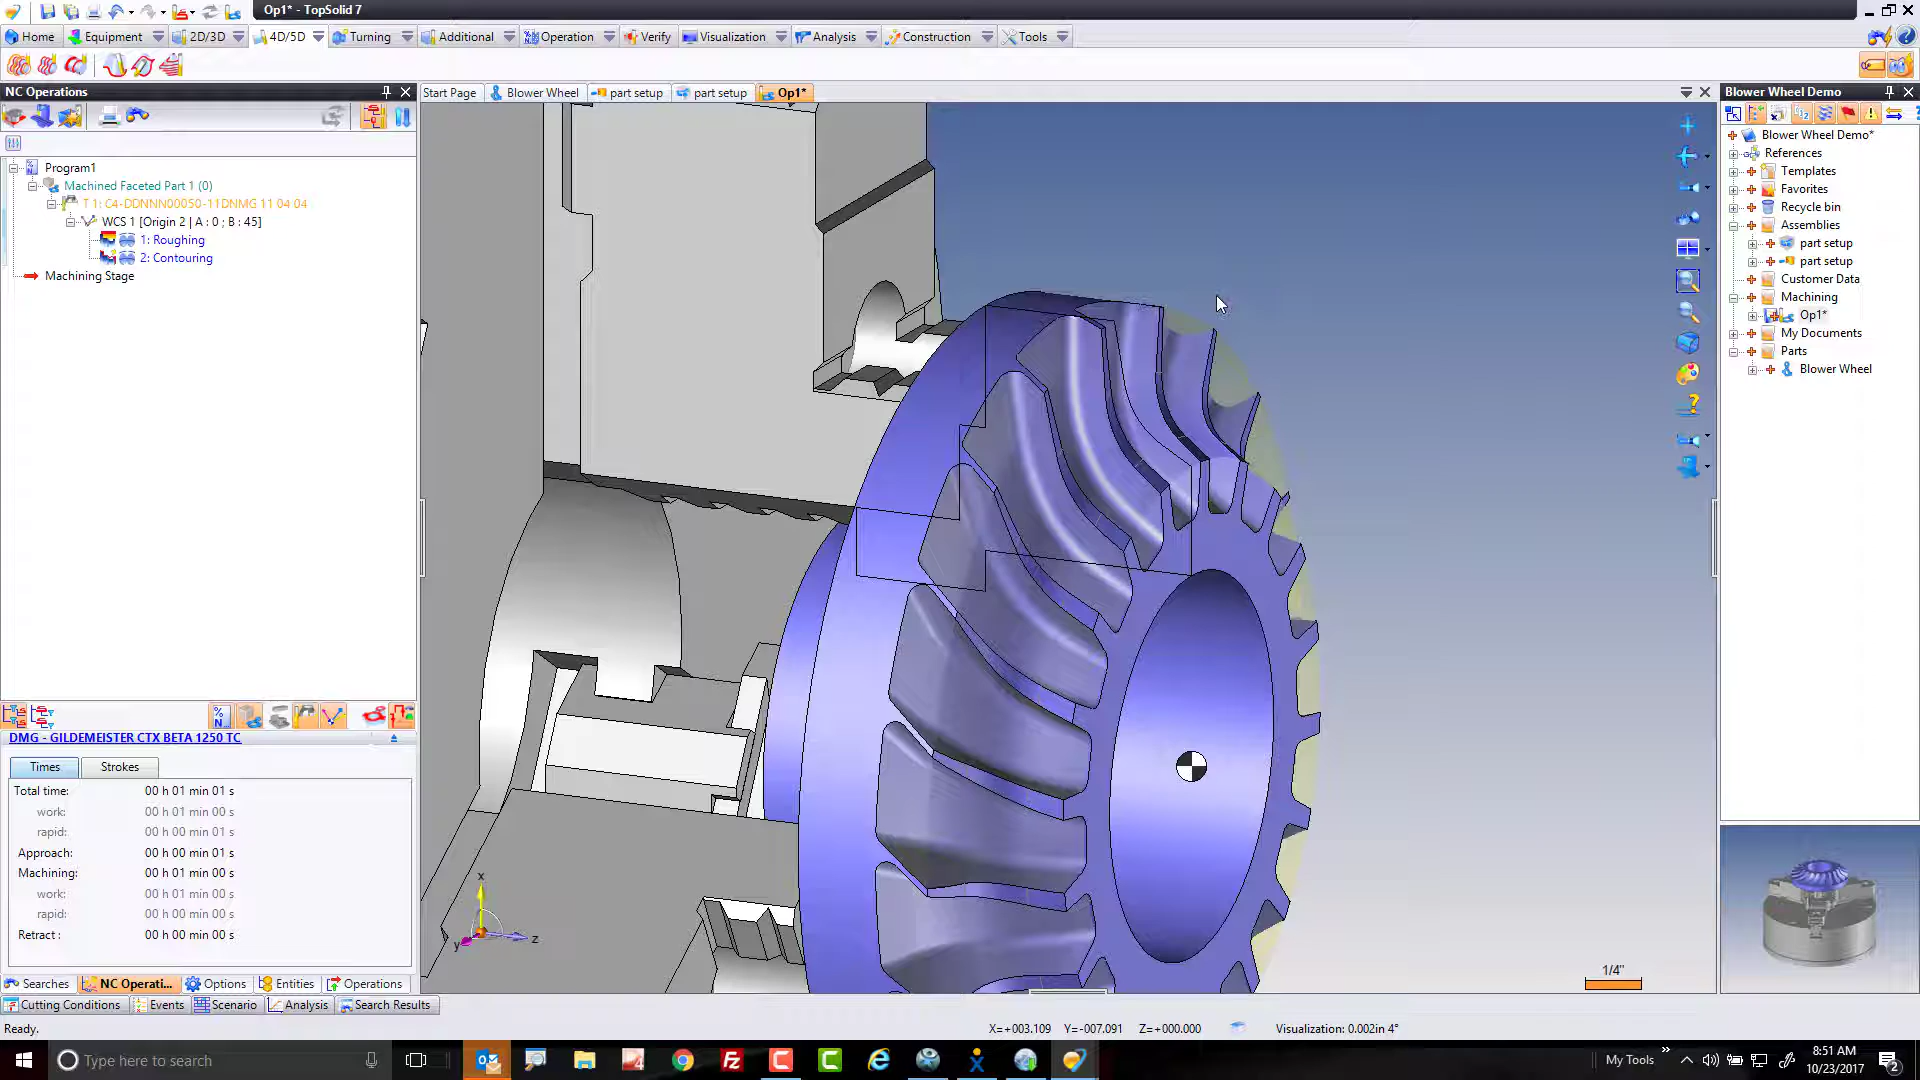 Op1* - TopSolid 7
Home Equipment 2D/3D 4D/5D Turning Additional Operation Verify Visualization Analysis Construction Tools
NC Operations
Start Page Blower Wheel part setup part setup Op1*
Blower Wheel Demo
Program1
Machined Faceted Part 1 (0)
T 1: C4-DDNNN00050-11DNMG 11 04 04
WCS 1 [Origin 2 | A : 0 ; B : 45]
1: Roughing
2: Contouring
Machining Stage
Blower Wheel Demo*
References
Templates
Favorites
Recycle bin
Assemblies
part setup
part setup
Customer Data
Machining
Op1*
My Documents
Parts
Blower Wheel
DMG - GILDEMEISTER CTX BETA 1250 TC
Times Strokes
Total time: 00 h 01 min 01 s
work: 00 h 01 min 00 s
rapid: 00 h 00 min 01 s
Approach: 00 h 00 min 01 s
Machining: 00 h 01 min 00 s
work: 00 h 01 min 00 s
rapid: 00 h 00 min 00 s
Retract : 00 h 00 min 00 s
x
y
z
1/4"
Searches NC Operati... Options Entities Operations
Cutting Conditions Events Scenario Analysis Search Results
Ready.
X=+003.109 Y=-007.091 Z=+000.000 Visualization: 0.002in 4°
Type here to search
My Tools
8:51 AM
10/23/2017